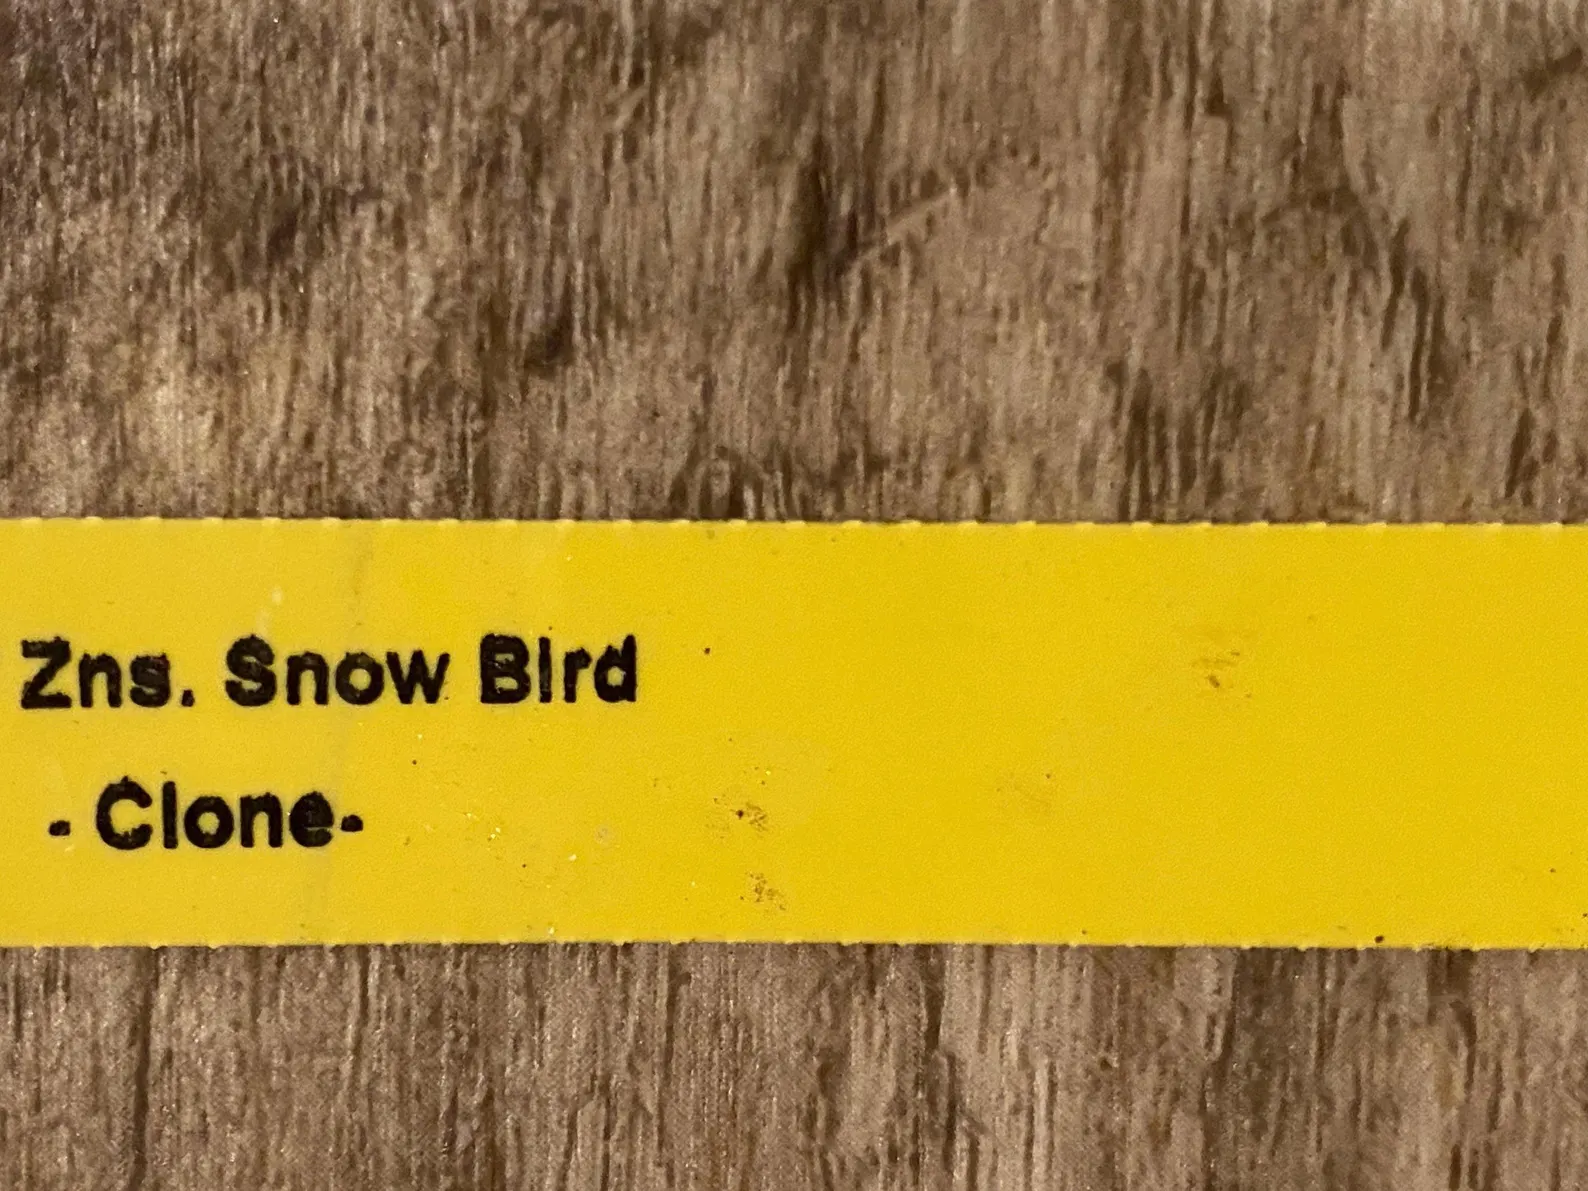 Zns. Snow Bird
- Clone-